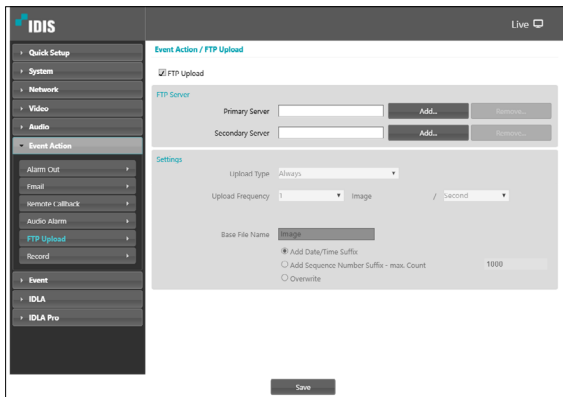 IDIS
Live
Quick Setup
System
Network
Video
Audio
Event Action
Alarm Out
Email
Remote Callback
Audio Alarm
FTP Upload
Record
Event
IDLA
IDLA Pro
Event Action / FTP Upload
FTP Upload
FTP Server
Primary Server Add... Remove...
Secondary Server Add... Remove...
Settings
Upload Type Always
Upload Frequency 1 Image / Second
Base File Name Image
Add Date/Time Suffix
Add Sequence Number Suffix - max. Count 1000
Overwrite
Save